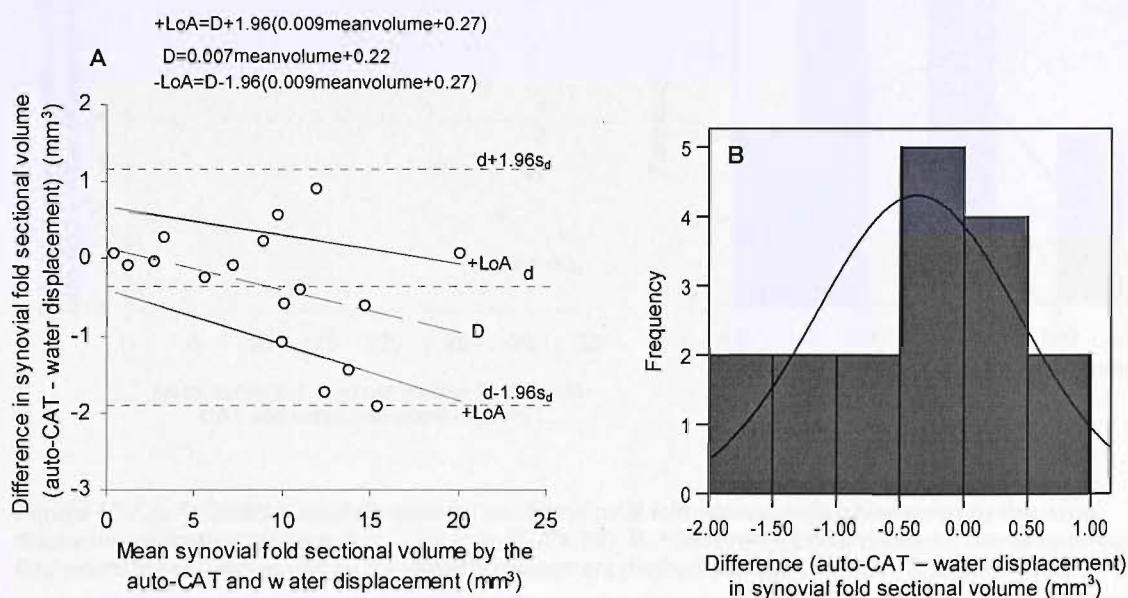 +LoA=D+1.96(0.009meanvolume+0.27)
D=0.007meanvolume+0.22
A
-LoA=D-1.96(0.009meanvolume+0.27)
Difference in synovial fold sectional volume
(auto-CAT - water displacement) (mm³)
2
1
0
-1
-2
-3
d+1.96s_d
+LoA
d
D
d-1.96s_d
+LoA
0
5
10
15
20
25
Mean synovial fold sectional volume by the
auto-CAT and water displacement (mm³)
B
Frequency
5
4
3
2
1
0
-2.00 -1.50 -1.00 -0.50 0.00 0.50 1.00
Difference (auto-CAT – water displacement)
in synovial fold sectional volume (mm³)